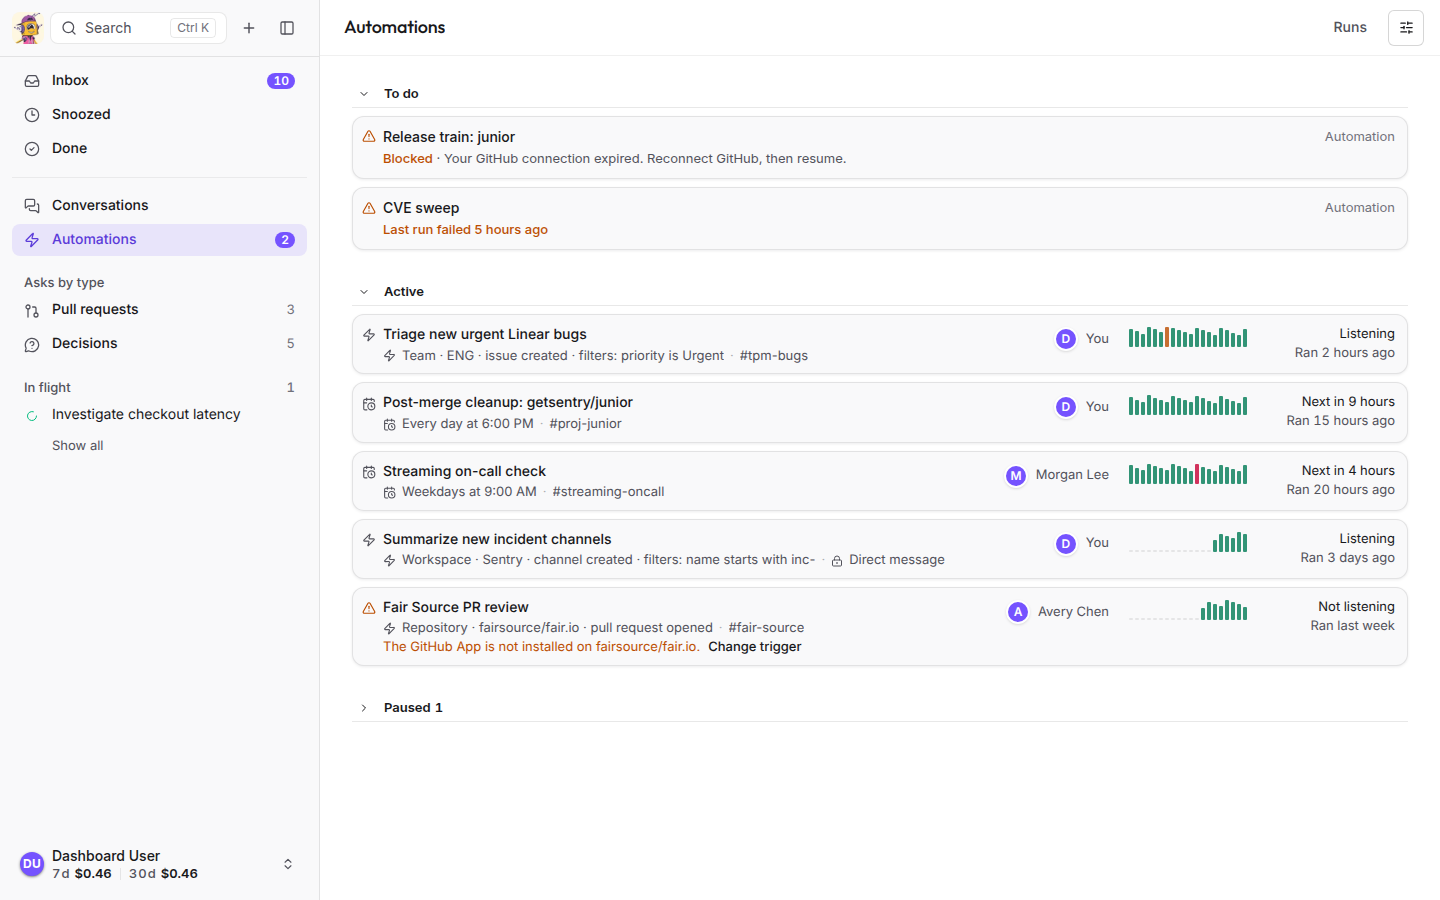 Search
Ctrl K
Inbox
10
Snoozed
Done
Conversations
Automations
2
Asks by type
Pull requests
3
Decisions
5
In flight
1
Investigate checkout latency
Show all
DU
Dashboard User
7d $0.46 30d $0.46
Automations
Runs
To do
Release train: junior
Automation
Blocked · Your GitHub connection expired. Reconnect GitHub, then resume.
CVE sweep
Automation
Last run failed 5 hours ago
Active
Triage new urgent Linear bugs
D You
Listening
Team · ENG · issue created · filters: priority is Urgent · #tpm-bugs
Ran 2 hours ago
Post-merge cleanup: getsentry/junior
D You
Next in 9 hours
Every day at 6:00 PM · #proj-junior
Ran 15 hours ago
Streaming on-call check
M Morgan Lee
Next in 4 hours
Weekdays at 9:00 AM · #streaming-oncall
Ran 20 hours ago
Summarize new incident channels
D You
Listening
Workspace · Sentry · channel created · filters: name starts with inc- · Direct message
Ran 3 days ago
Fair Source PR review
A Avery Chen
Not listening
Repository · fairsource/fair.io · pull request opened · #fair-source
Ran last week
The GitHub App is not installed on fairsource/fair.io. Change trigger
Paused 1